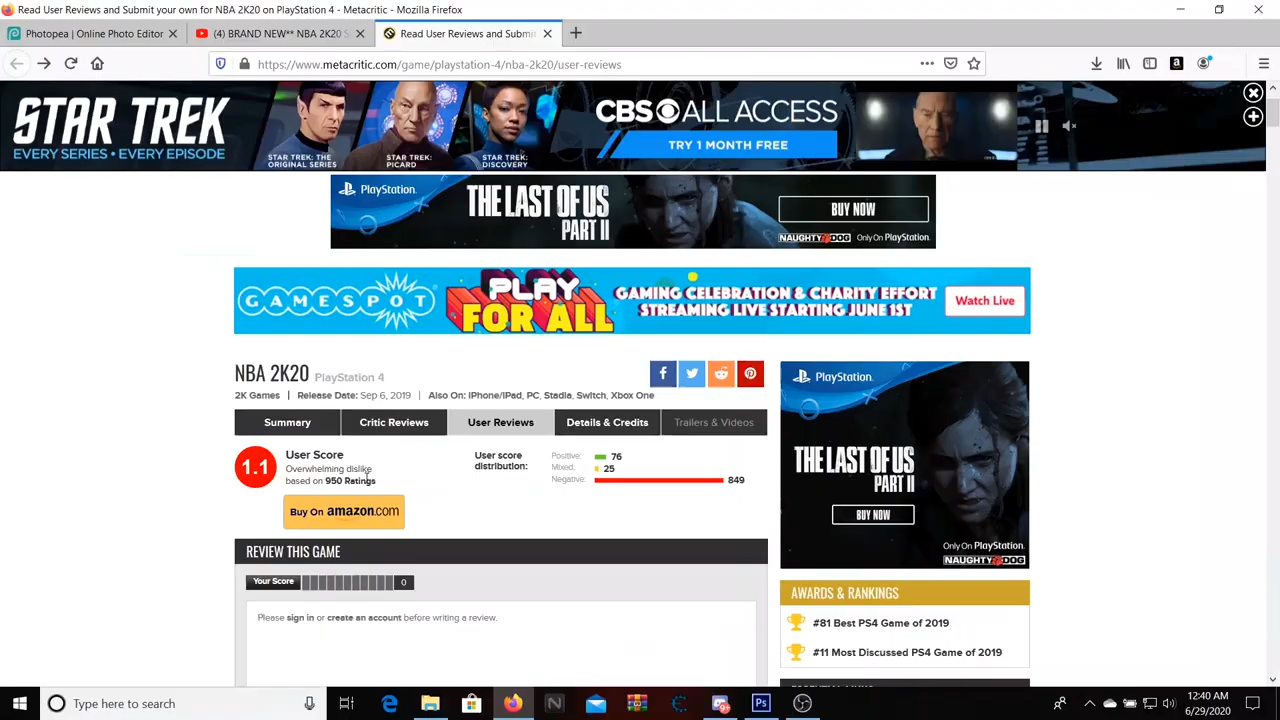 Read User Reviews and Submit your own for NBA 2K20 on PlayStation 4 - Metacritic - Mozilla Firefox
Photopea | Online Photo Editor
(4) BRAND NEW** NBA 2K20 S
Read User Reviews and Submi
https://www.metacritic.com/game/playstation-4/nba-2k20/user-reviews
STAR TREK
EVERY SERIES • EVERY EPISODE
STAR TREK:
THE ORIGINAL SERIES
STAR TREK:
PICARD
STAR TREK:
DISCOVERY
CBS ALL ACCESS
TRY 1 MONTH FREE
PlayStation
THE LAST OF US
PART II
BUY NOW
NAUGHTY DOG
Only On PlayStation.
GAMESPOT
PLAY FOR ALL
GAMING CELEBRATION & CHARITY EFFORT
STREAMING LIVE STARTING JUNE 1ST
Watch Live
NBA 2K20 PlayStation 4
2K Games | Release Date: Sep 6, 2019 | Also On: iPhone/iPad, PC, Stadia, Switch, Xbox One
Summary
Critic Reviews
User Reviews
Details & Credits
Trailers & Videos
1.1
User Score
Overwhelming dislike
based on 950 Ratings
Buy On amazon.com
User score
distribution:
Positive: 76
Mixed: 25
Negative: 849
REVIEW THIS GAME
Your Score 0
Please sign in or create an account before writing a review.
PlayStation.
THE LAST OF US
PART II
BUY NOW
Only On PlayStation.
NAUGHTY DOG
AWARDS & RANKINGS
#81 Best PS4 Game of 2019
#11 Most Discussed PS4 Game of 2019
Type here to search
12:40 AM
6/29/2020